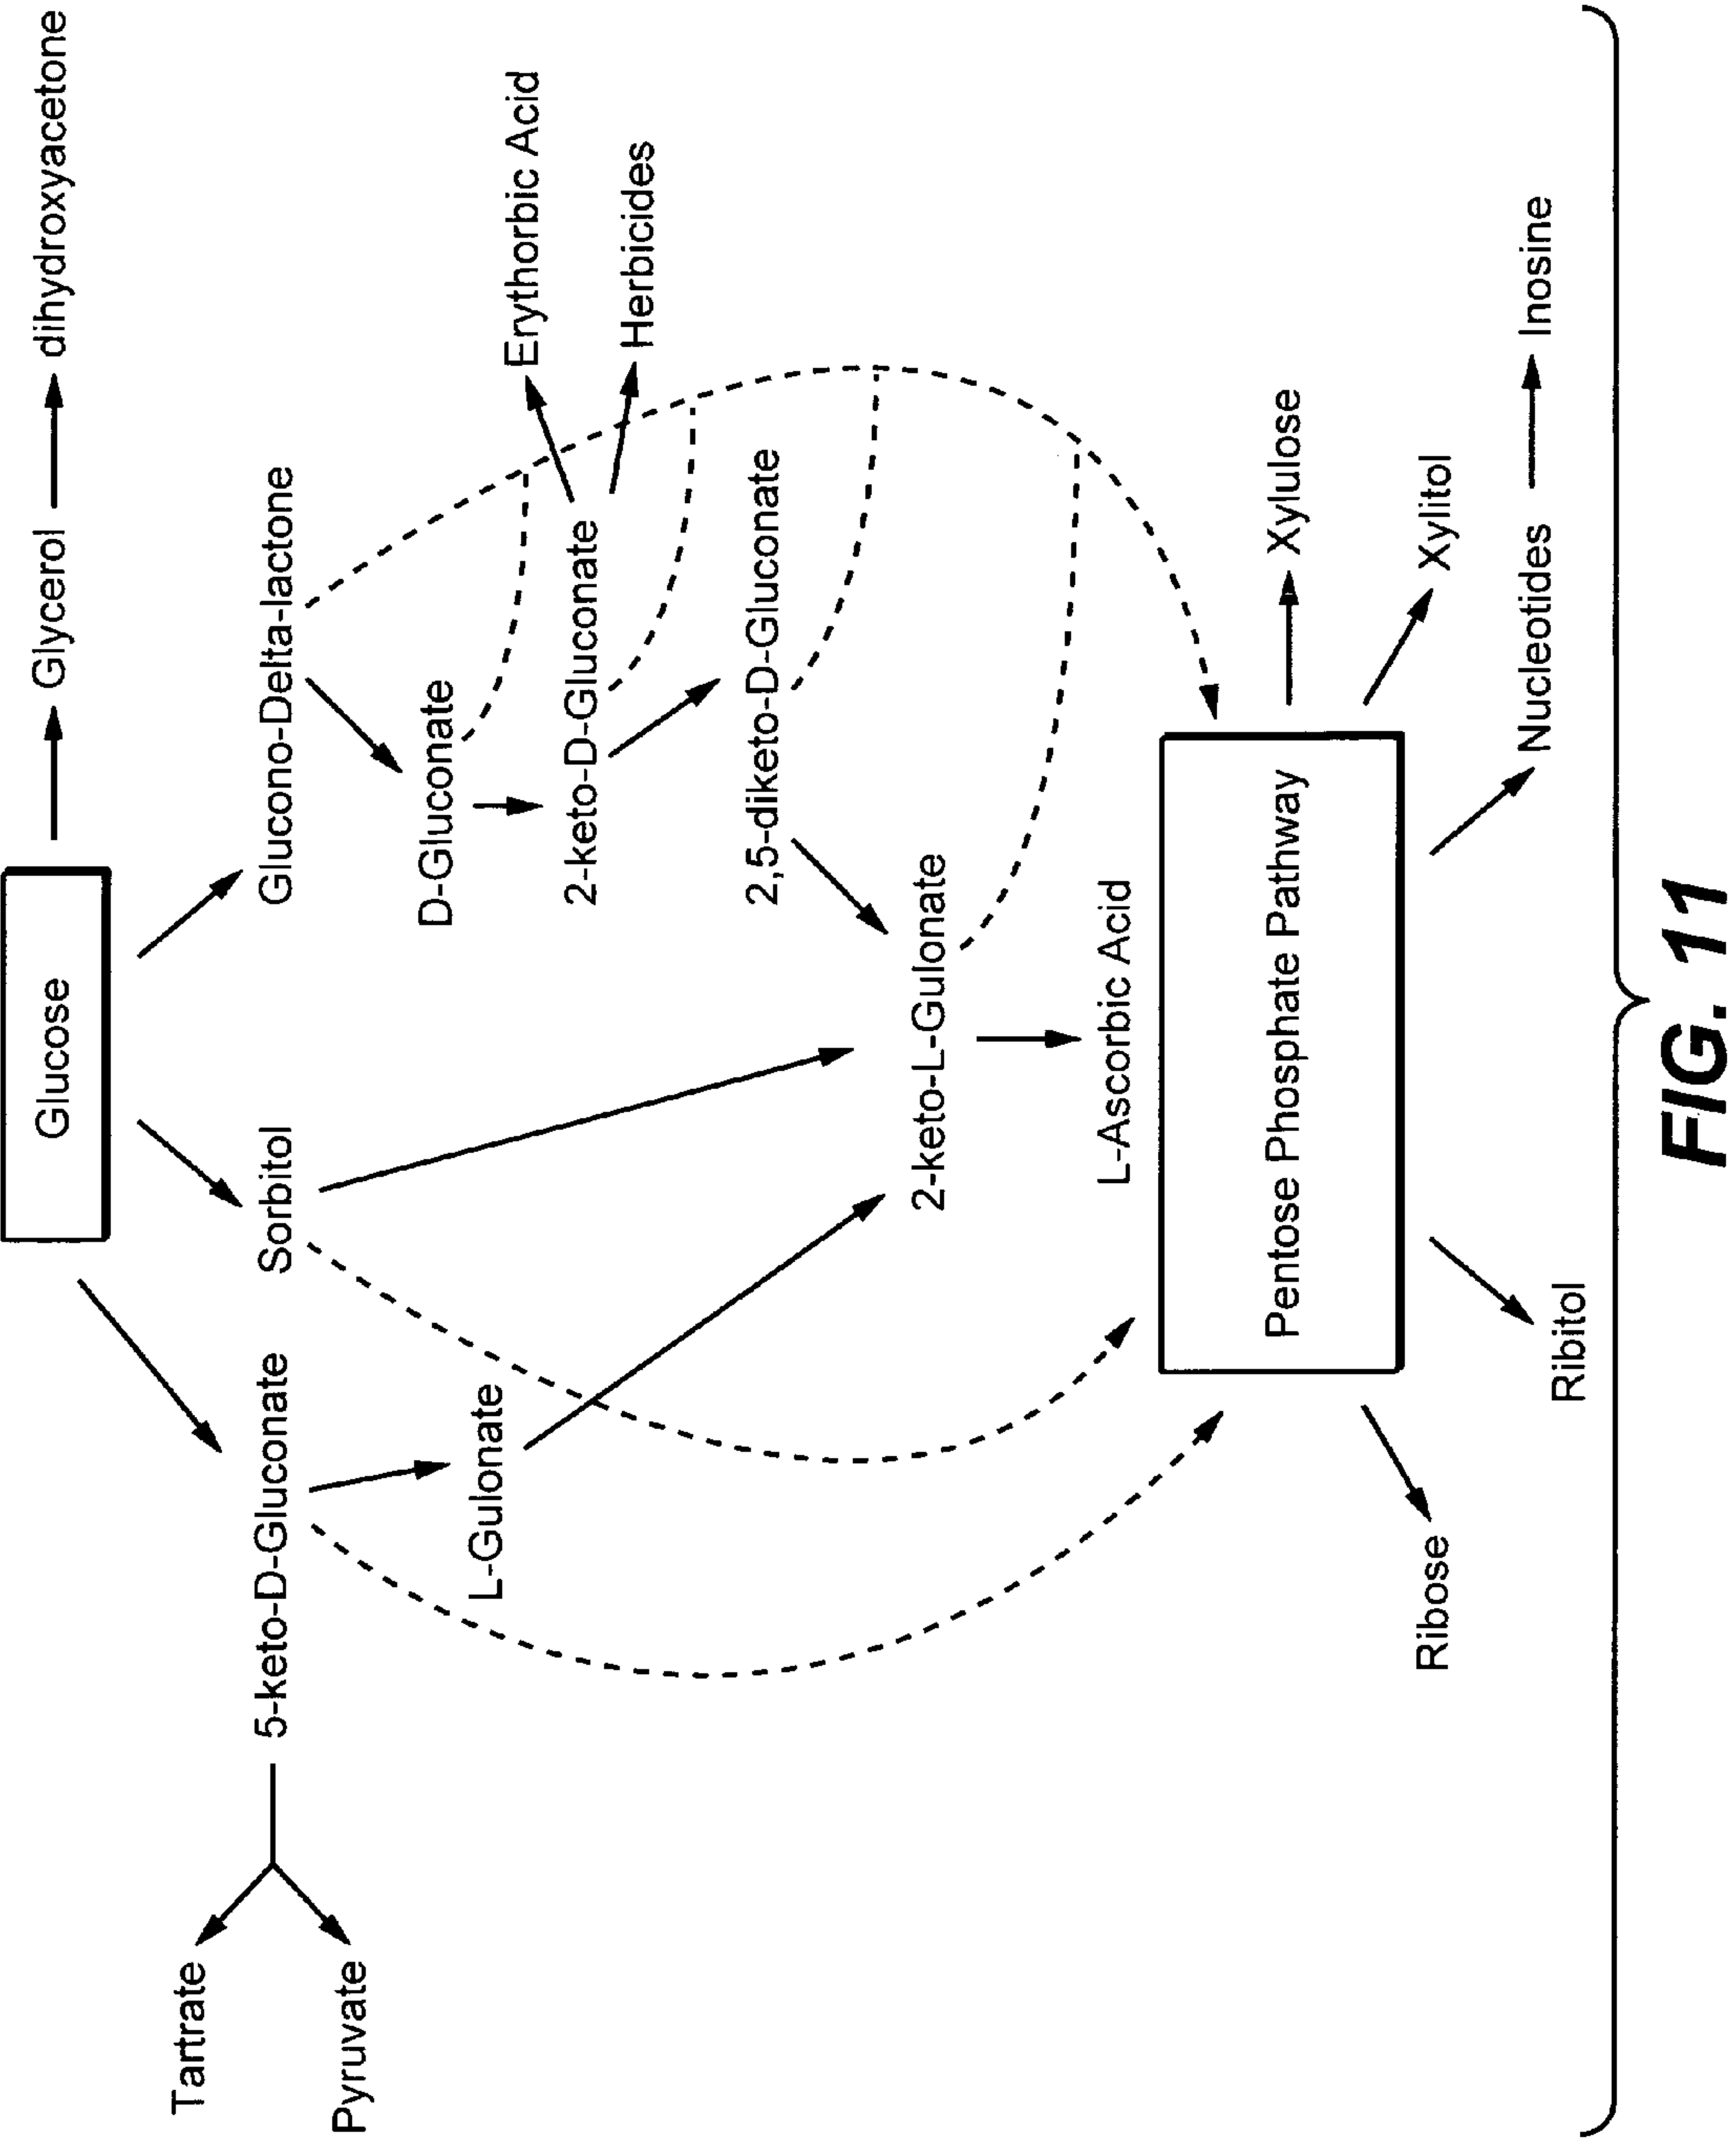 Glucose
Glycerol
dihydroxyacetone
Tartrate
Pyruvate
5-keto-D-Gluconate
Sorbitol
Glucono-Delta-lactone
D-Gluconate
L-Gulonate
2-keto-D-Gluconate
Erythorbic Acid
Herbicides
2,5-diketo-D-Gluconate
2-keto-L-Gulonate
L-Ascorbic Acid
Pentose Phosphate Pathway
Xylulose
Xylitol
Ribose
Ribitol
Nucleotides
Inosine
FIG. 11